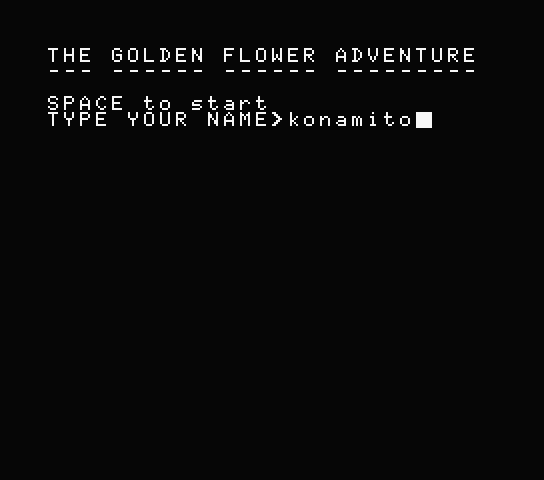 THE GOLDEN FLOWER ADVENTURE
--- ------ ------ ---------
SPACE to start
TYPE YOUR NAME>konamito